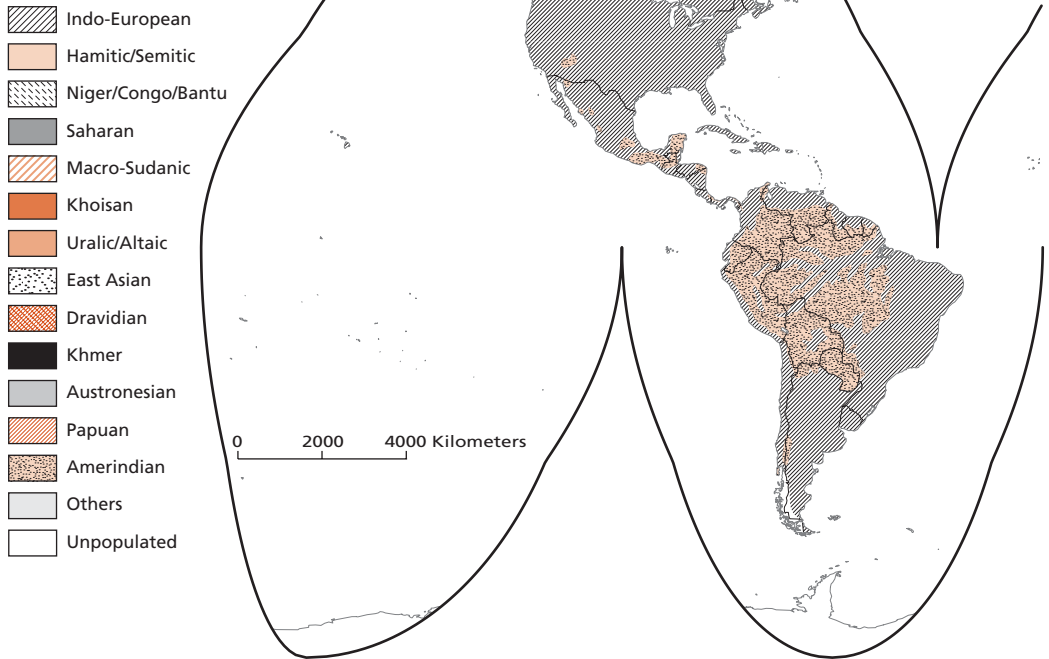 Indo-European
Hamitic/Semitic
Niger/Congo/Bantu
Saharan
Macro-Sudanic
Khoisan
Uralic/Altaic
East Asian
Dravidian
Khmer
Austronesian
Papuan
Amerindian
Others
Unpopulated
0 2000 4000 Kilometers